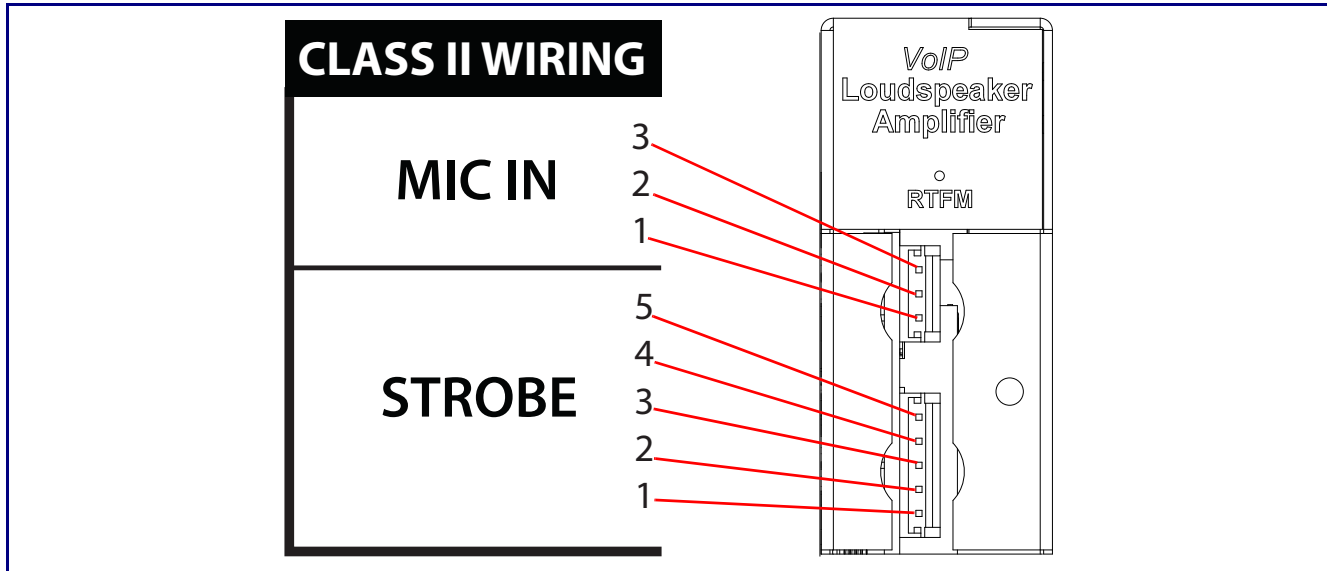 CLASS II WIRING
MIC IN
3
2
1
STROBE
5
4
3
2
1
VoIP
Loudspeaker
Amplifier
RTFM